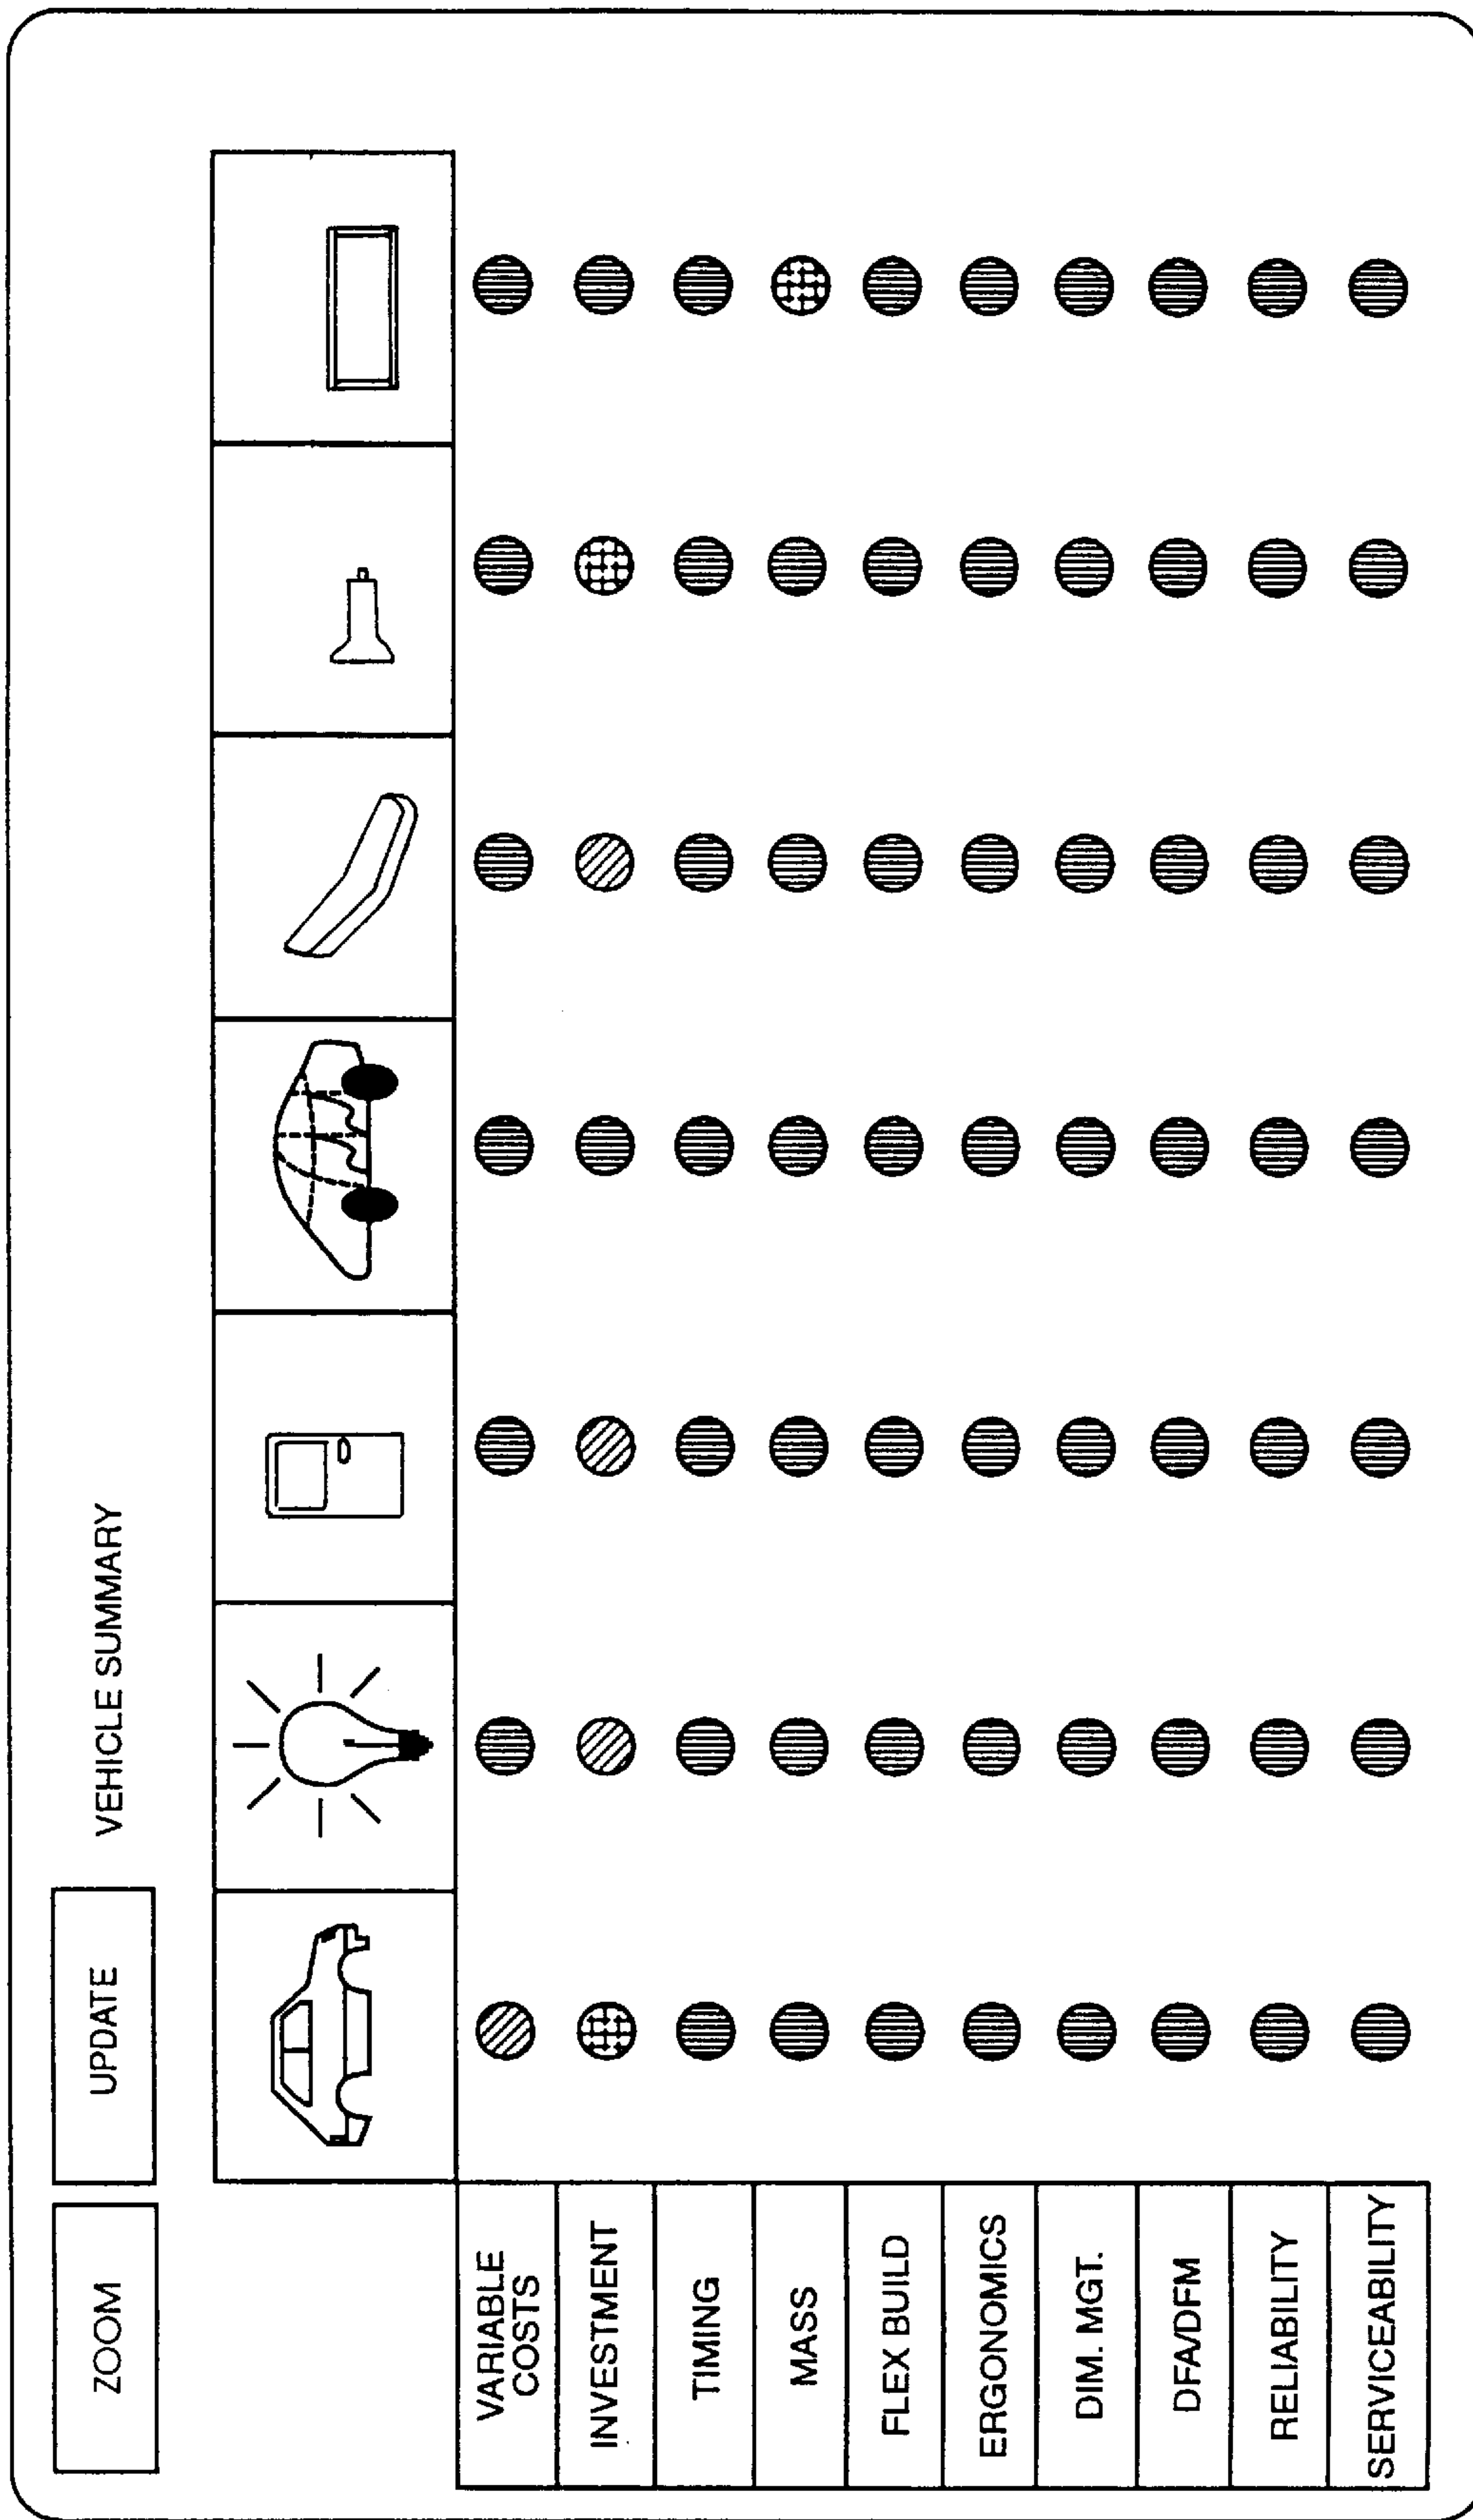 ZOOM
UPDATE
VEHICLE SUMMARY
VARIABLE
COSTS
INVESTMENT
TIMING
MASS
FLEX BUILD
ERGONOMICS
DIM. MGT.
DFA/DFM
RELIABILITY
SERVICEABILITY